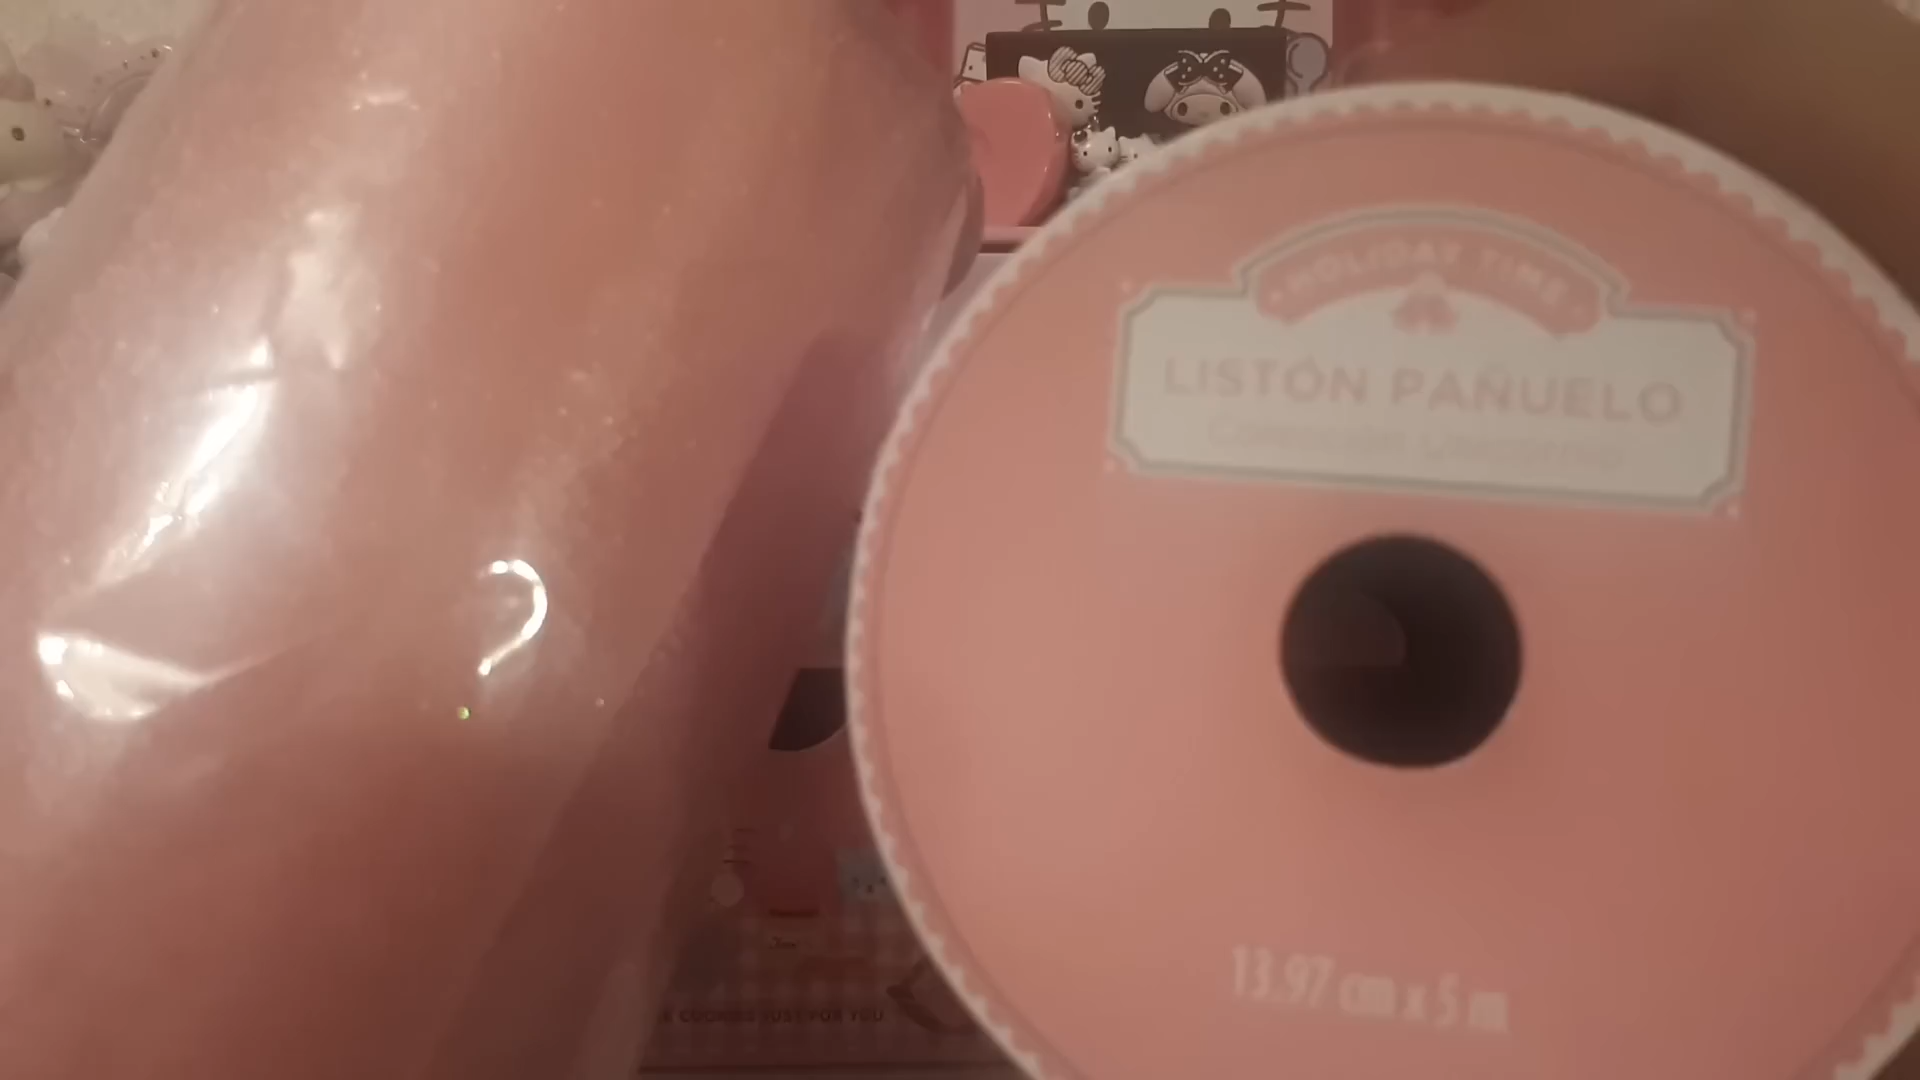 HOLIDAY TIME
LISTÓN PAÑUELO
13.97 cm x 5 m
COOKIES JUST FOR YOU